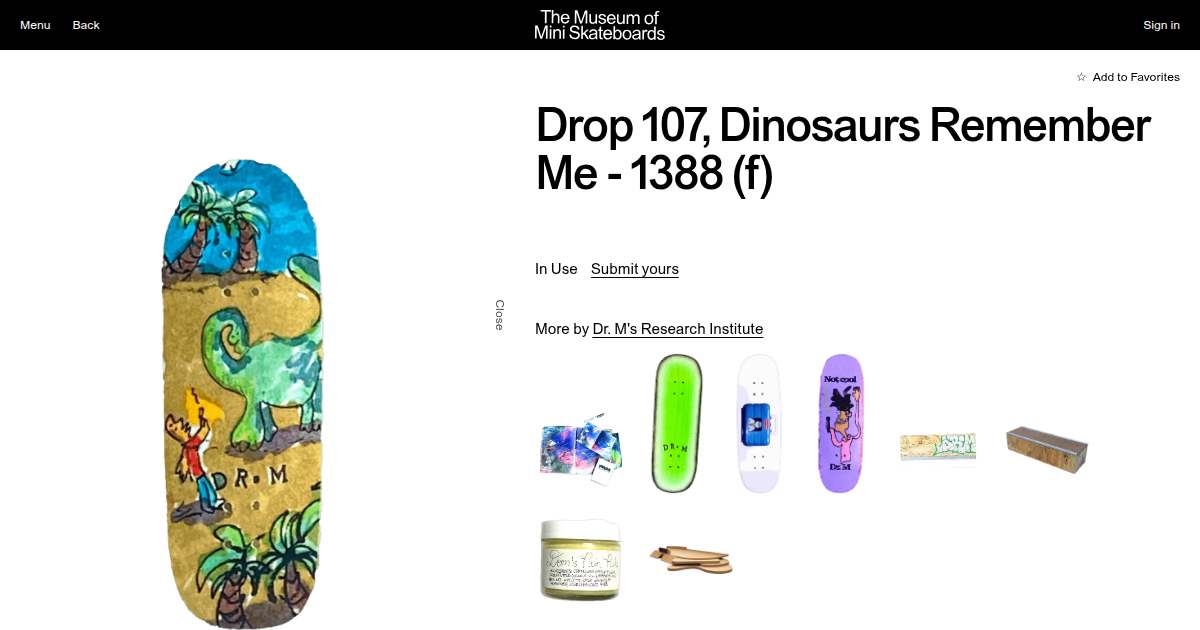 Menu
Back
The Museum of
Mini Skateboards
Sign in
☆ Add to Favorites
Drop 107, Dinosaurs Remember
Me - 1388 (f)
In Use
Submit yours
Close
More by Dr. M's Research Institute
DR. M
DR. M
Not cool
Dr. M